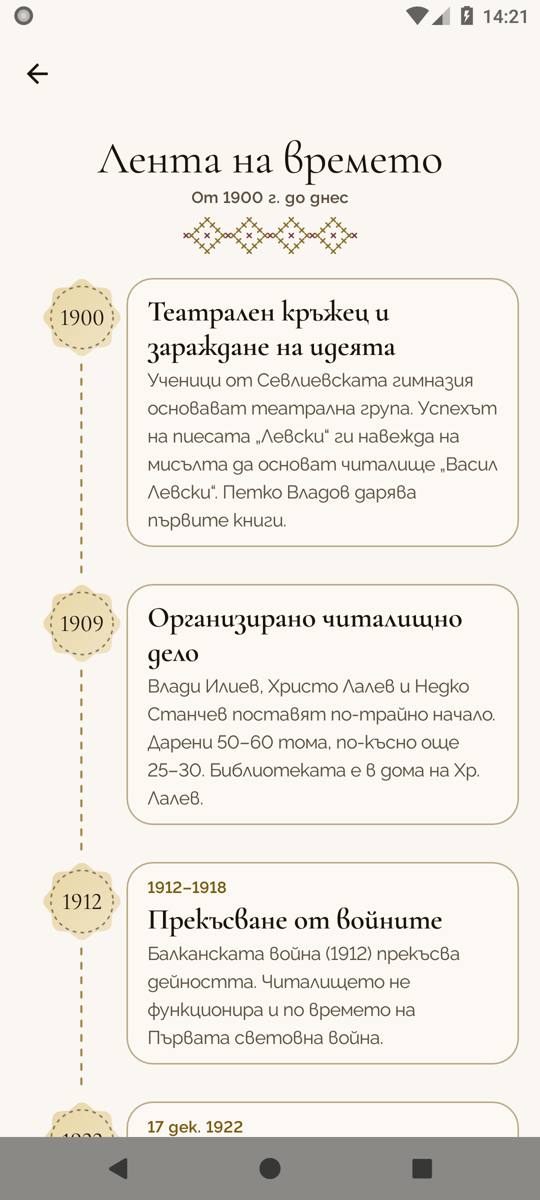 14:21
Лента на времето
От 1900 г. до днес
1900
Театрален кръжец и
зараждане на идеята
Ученици от Севлиевската гимназия
основават театрална група. Успехът
на пиесата „Левски“ ги навежда на
мисълта да основат читалище „Васил
Левски“. Петко Владов дарява
първите книги.
1909
Организирано читалищно
дело
Влади Илиев, Христо Лалев и Недко
Станчев поставят по-трайно начало.
Дарени 50–60 тома, по-късно още
25–30. Библиотеката е в дома на Хр.
Лалев.
1912
1912–1918
Прекъсване от войните
Балканската война (1912) прекъсва
дейността. Читалището не
функционира и по времето на
Първата световна война.
17 дек. 1922